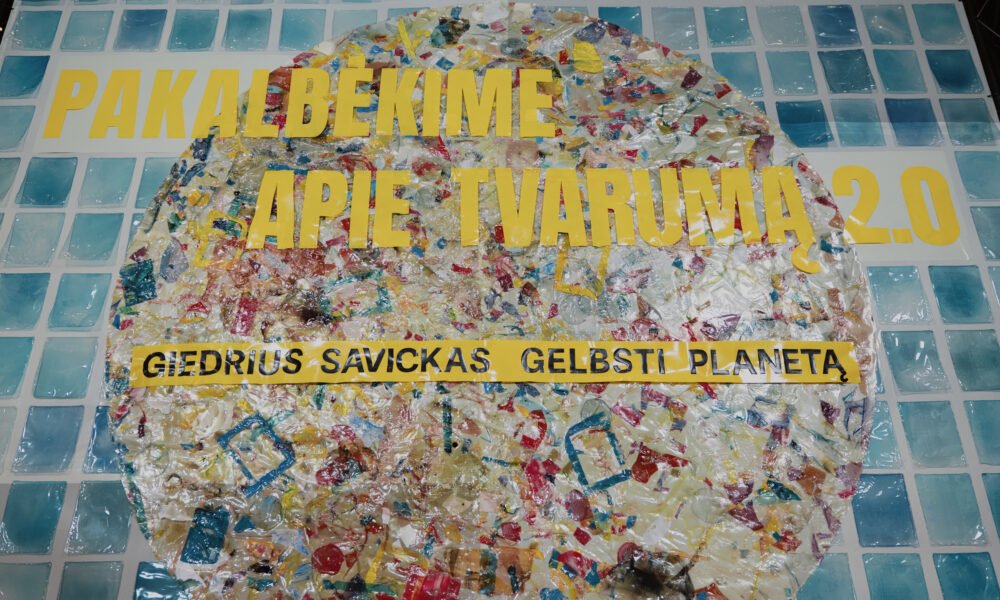 PAKALBĖKIME
APIE TVARUMĄ 2.0
GIEDRIUS SAVICKAS GELBSTI PLANETĄ